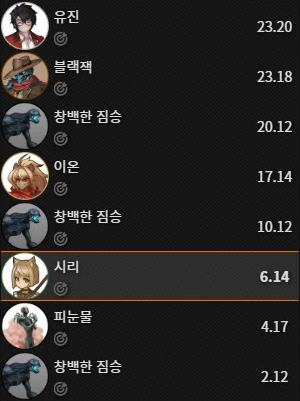 유진
23.20
블랙잭
23.18
창백한 짐승
20.12
이온
17.14
창백한 짐승
10.12
시리
6.14
피눈물
4.17
창백한 짐승
2.12